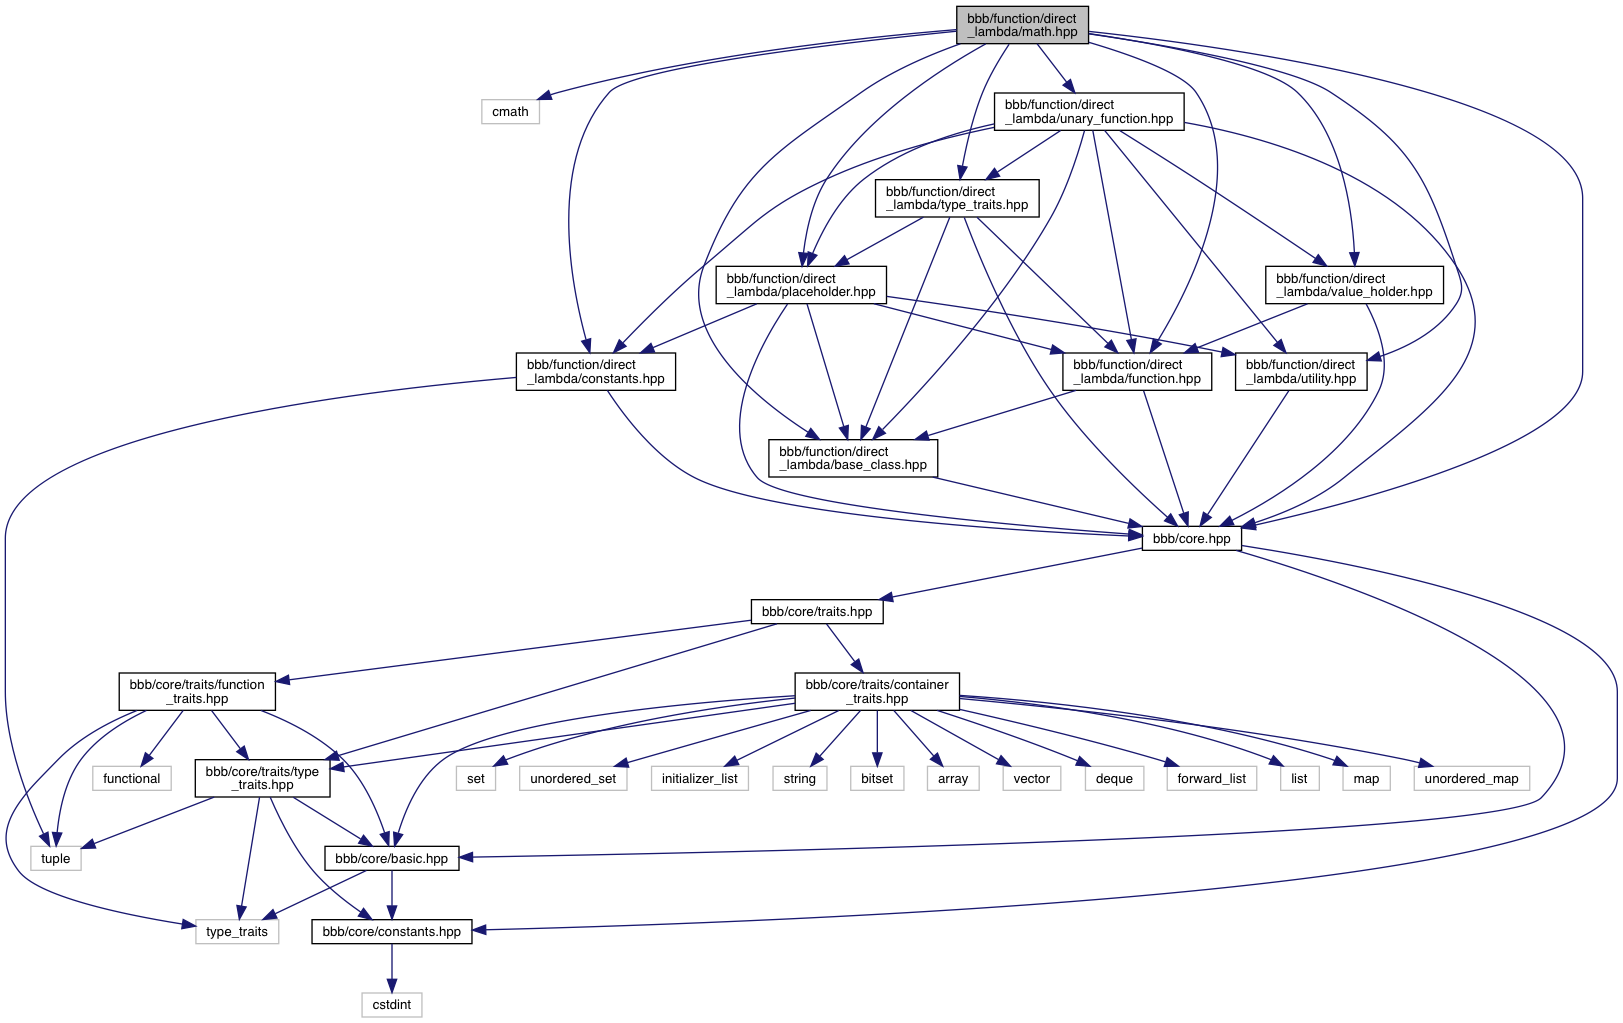 bbb/function/direct
_lambda/math.hpp
cmath
bbb/function/direct
_lambda/unary_function.hpp
bbb/function/direct
_lambda/type_traits.hpp
bbb/function/direct
_lambda/placeholder.hpp
bbb/function/direct
_lambda/value_holder.hpp
bbb/function/direct
_lambda/constants.hpp
bbb/function/direct
_lambda/function.hpp
bbb/function/direct
_lambda/utility.hpp
bbb/function/direct
_lambda/base_class.hpp
bbb/core.hpp
bbb/core/traits.hpp
bbb/core/traits/function
_traits.hpp
bbb/core/traits/container
_traits.hpp
functional
bbb/core/traits/type
_traits.hpp
set
unordered_set
initializer_list
string
bitset
array
vector
deque
forward_list
list
map
unordered_map
tuple
bbb/core/basic.hpp
type_traits
bbb/core/constants.hpp
cstdint